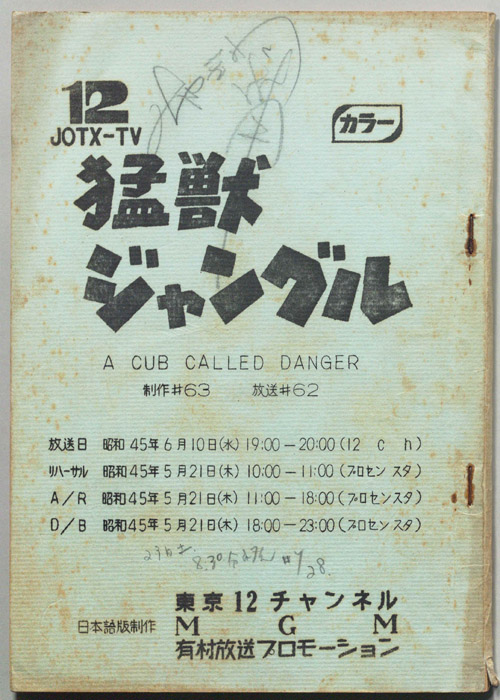 12
JOTX-TV
カラー
猛獣
ジャングル
A CUB CALLED DANGER
制作#63 放送#62
放送日 昭和45年6月10日(水) 19:00－20:00(12 ch)
リハーサル 昭和45年5月21日(木) 10:00－11:00(プロセン スタ)
A/R 昭和45年5月21日(木) 11:00－18:00(プロセン スタ)
D/B 昭和45年5月21日(木) 18:00－23:00(プロセン スタ)
東京12チャンネル
日本語版制作 M G M
有村放送プロモーション